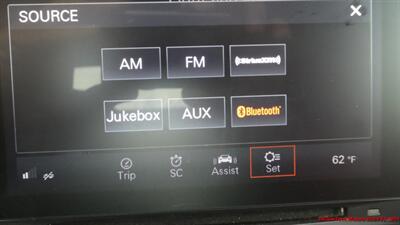 SOURCE
AM FM SiriusXM
Jukebox AUX Bluetooth
Trip SC Assist Set 62 °F